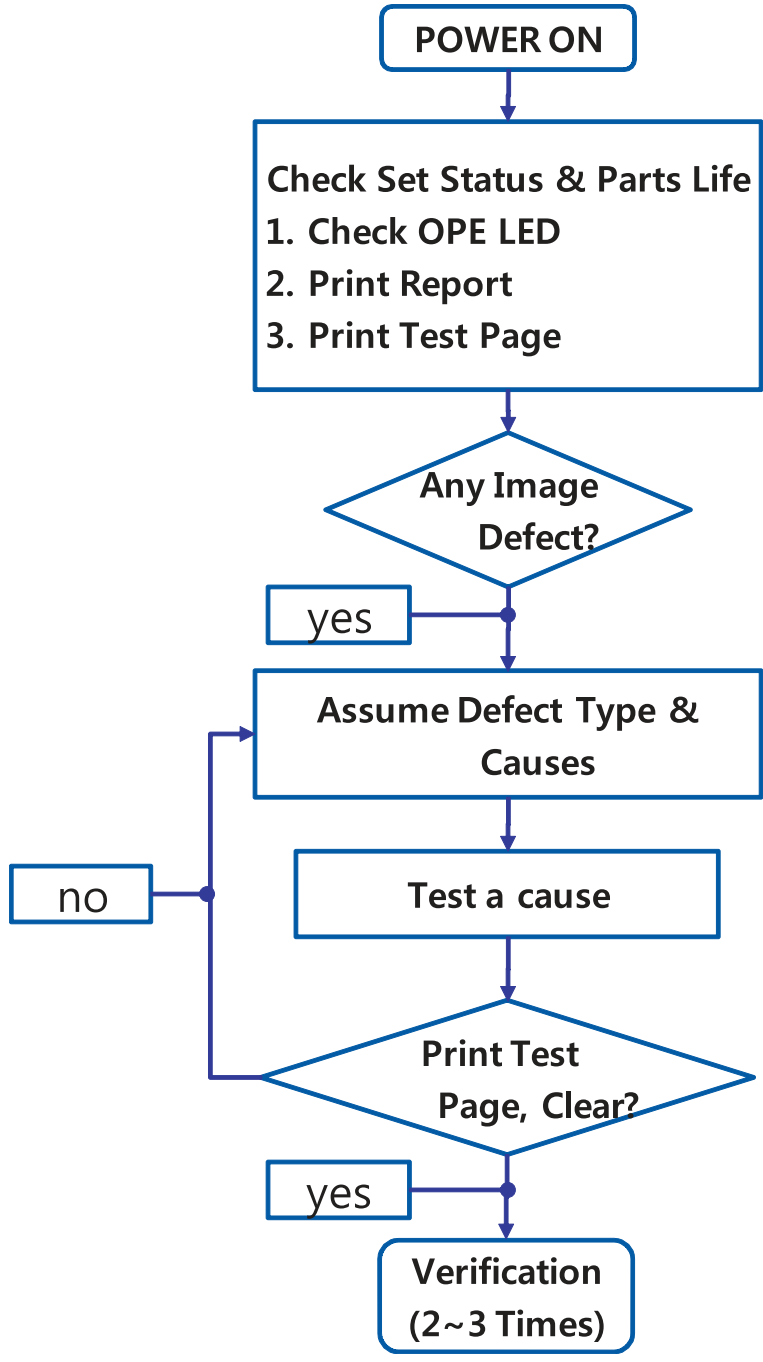 POWER ON
Check Set Status & Parts Life
1. Check OPE LED
2. Print Report
3. Print Test Page
Any Image
Defect?
yes
Assume Defect Type &
Causes
no
Test a cause
Print Test
Page, Clear?
yes
Verification
(2~3 Times)